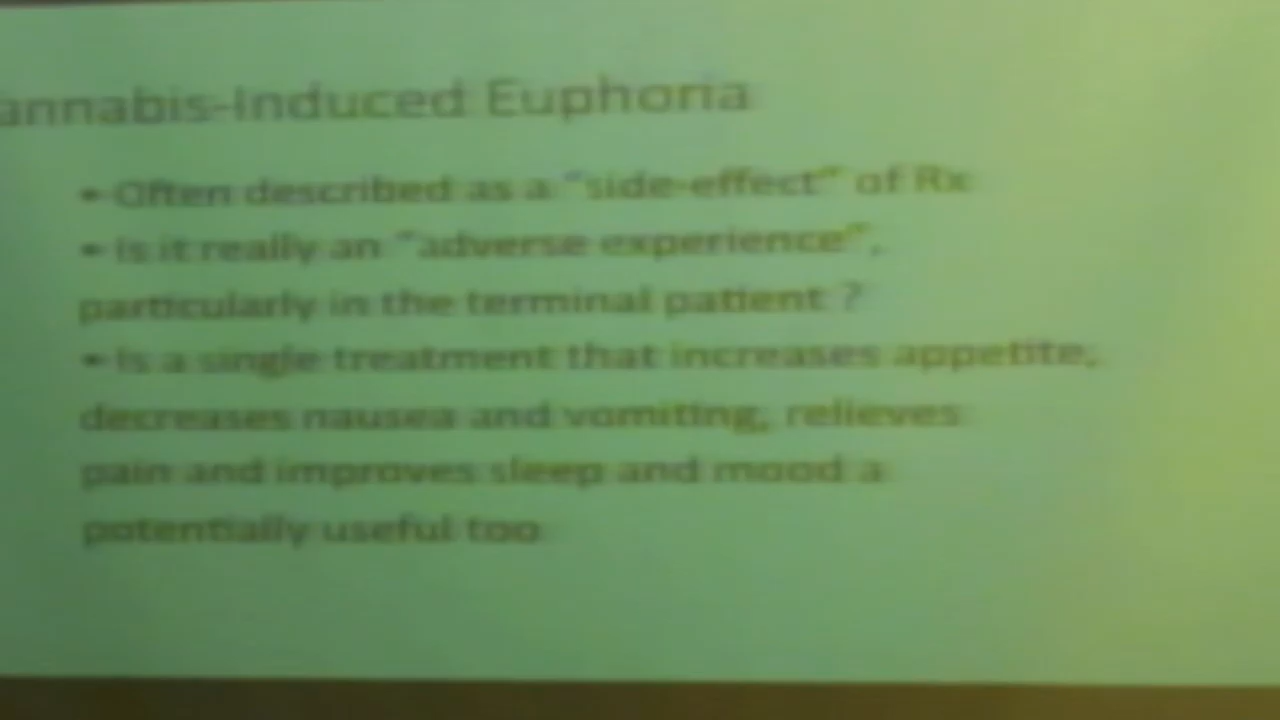 annabis-Induced Euphoria
• Often described as a "side-effect" of Rx
• Is it really an "adverse experience",
particularly in the terminal patient ?
• Is a single treatment that increases appetite,
decreases nausea and vomiting, relieves
pain and improves sleep and mood a
potentially useful too